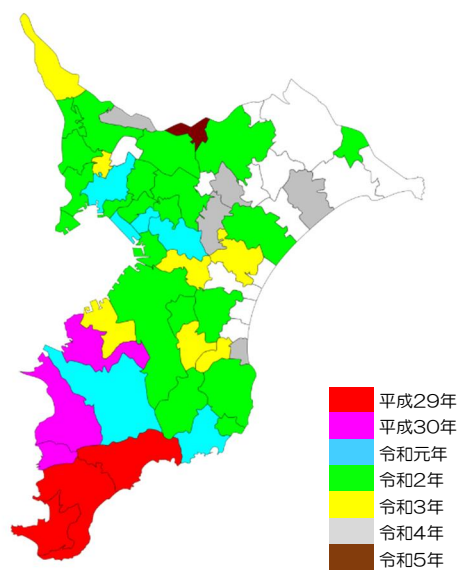 平成29年
平成30年
令和元年
令和2年
令和3年
令和4年
令和5年